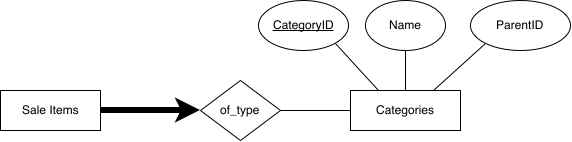 CategoryID
Name
ParentID
Sale Items
of_type
Categories